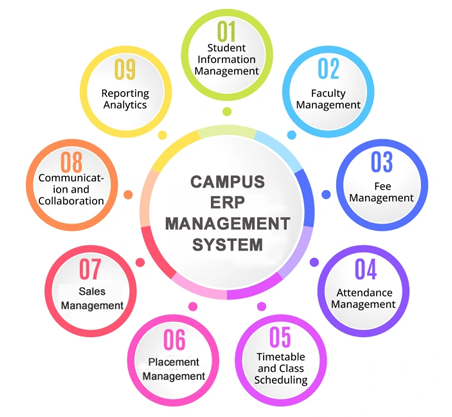 01
Student
Information
Management
02
Faculty
Management
03
Fee
Management
04
Attendance
Management
05
Timetable
and Class
Scheduling
06
Placement
Management
07
Sales
Management
08
Communicat-
ion and
Collaboration
09
Reporting
Analytics
CAMPUS
ERP
MANAGEMENT
SYSTEM